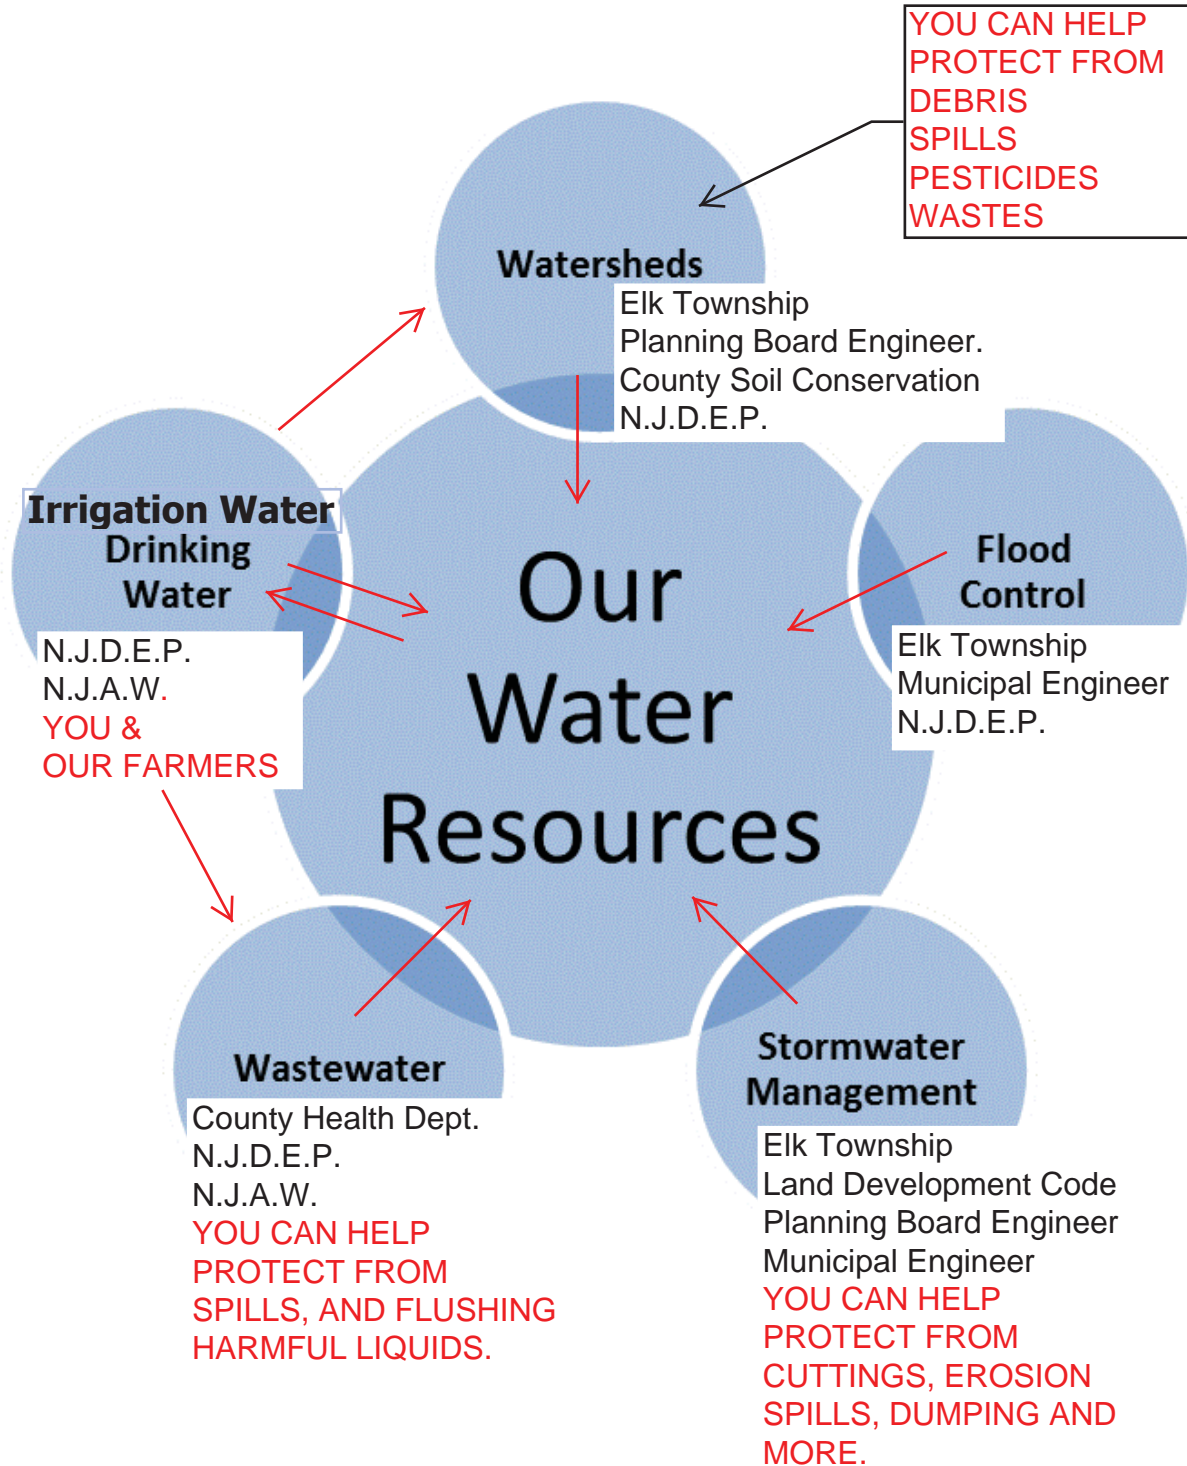 YOU CAN HELP
PROTECT FROM
DEBRIS
SPILLS
PESTICIDES
WASTES
Watersheds
Elk Township
Planning Board Engineer.
County Soil Conservation
N.J.D.E.P.
Irrigation Water
Drinking
Water
N.J.D.E.P.
N.J.A.W.
YOU &
OUR FARMERS
Our
Water
Resources
Flood
Control
Elk Township
Municipal Engineer
N.J.D.E.P.
Wastewater
County Health Dept.
N.J.D.E.P.
N.J.A.W.
YOU CAN HELP
PROTECT FROM
SPILLS, AND FLUSHING
HARMFUL LIQUIDS.
Stormwater
Management
Elk Township
Land Development Code
Planning Board Engineer
Municipal Engineer
YOU CAN HELP
PROTECT FROM
CUTTINGS, EROSION
SPILLS, DUMPING AND
MORE.